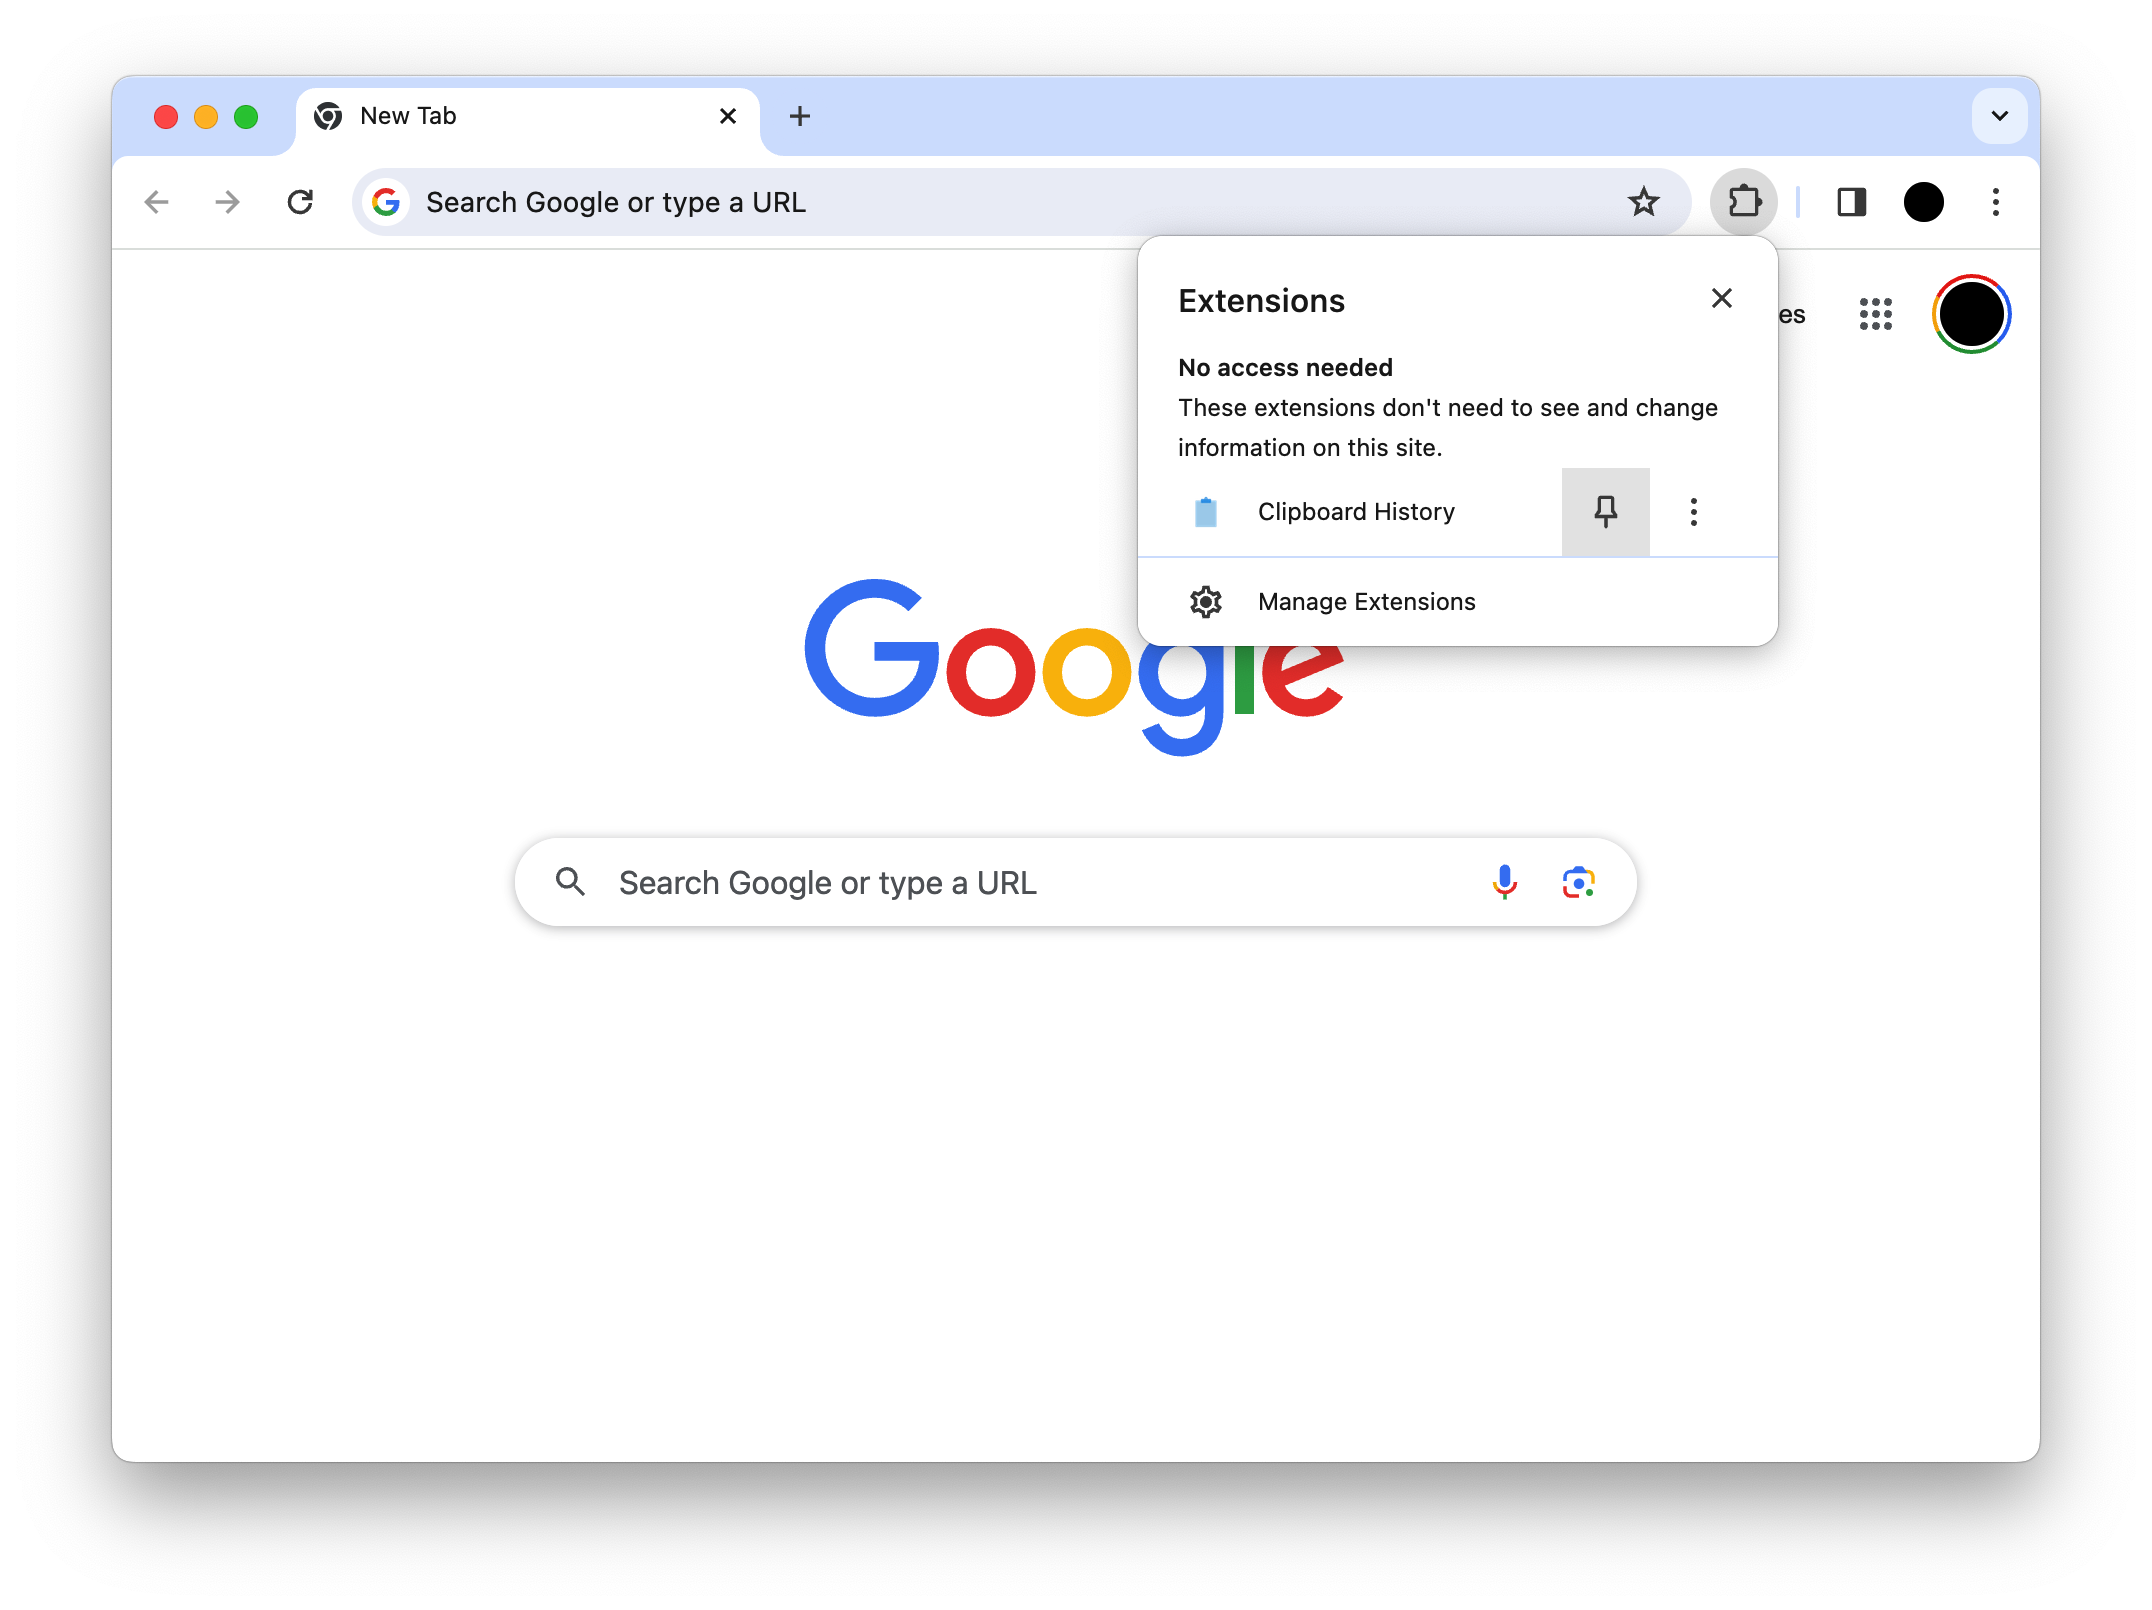 New Tab
Search Google or type a URL
Extensions
es
No access needed
These extensions don't need to see and change
information on this site.
Clipboard History
Manage Extensions
Google
Search Google or type a URL